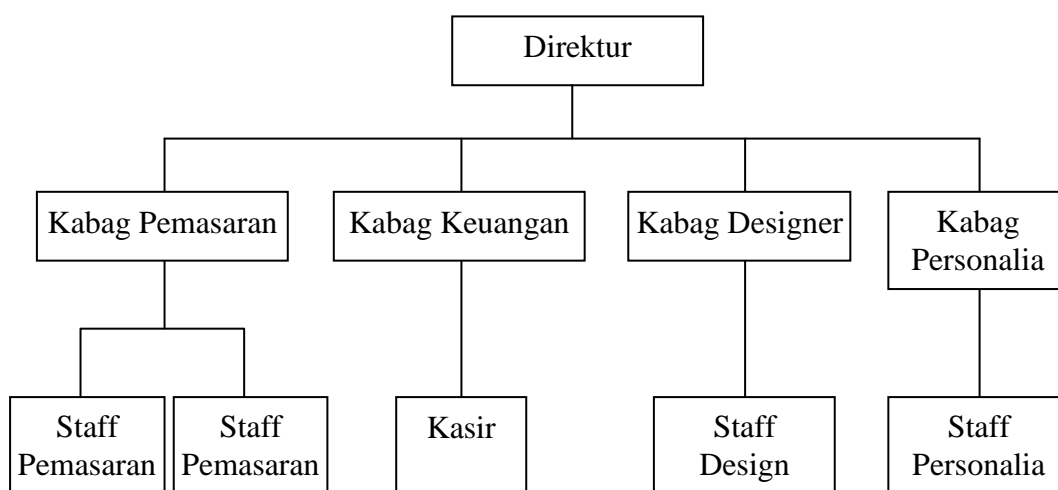 Direktur
Kabag Pemasaran
Kabag Keuangan
Kabag Designer
Kabag
Personalia
Staff
Pemasaran
Staff
Pemasaran
Kasir
Staff
Design
Staff
Personalia